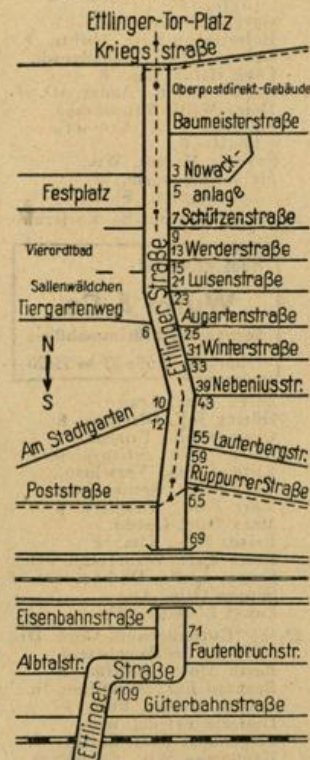 Ettlinger-Tor-Platz
Kriegsstraße
Oberpostdirekt.-Gebäude
Baumeisterstraße
3 Nowack-
5 anlage
Festplatz
7 Schützenstraße
9
Vierordtbad
13 Werderstraße
15
Sallenwäldchen
21 Luisenstraße
23
Tiergartenweg
6
Augartenstraße
25
Ettlinger Straße
31 Winterstraße
33
N
S
39 Nebeniusstr.
43
10
12
Am Stadtgarten
55 Lauterbergstr.
59
Poststraße
Rüppurrer Straße
65
69
Eisenbahnstraße
71
Fautenbruchstr.
Albtalstr.
Ettlinger Straße
109
Güterbahnstraße